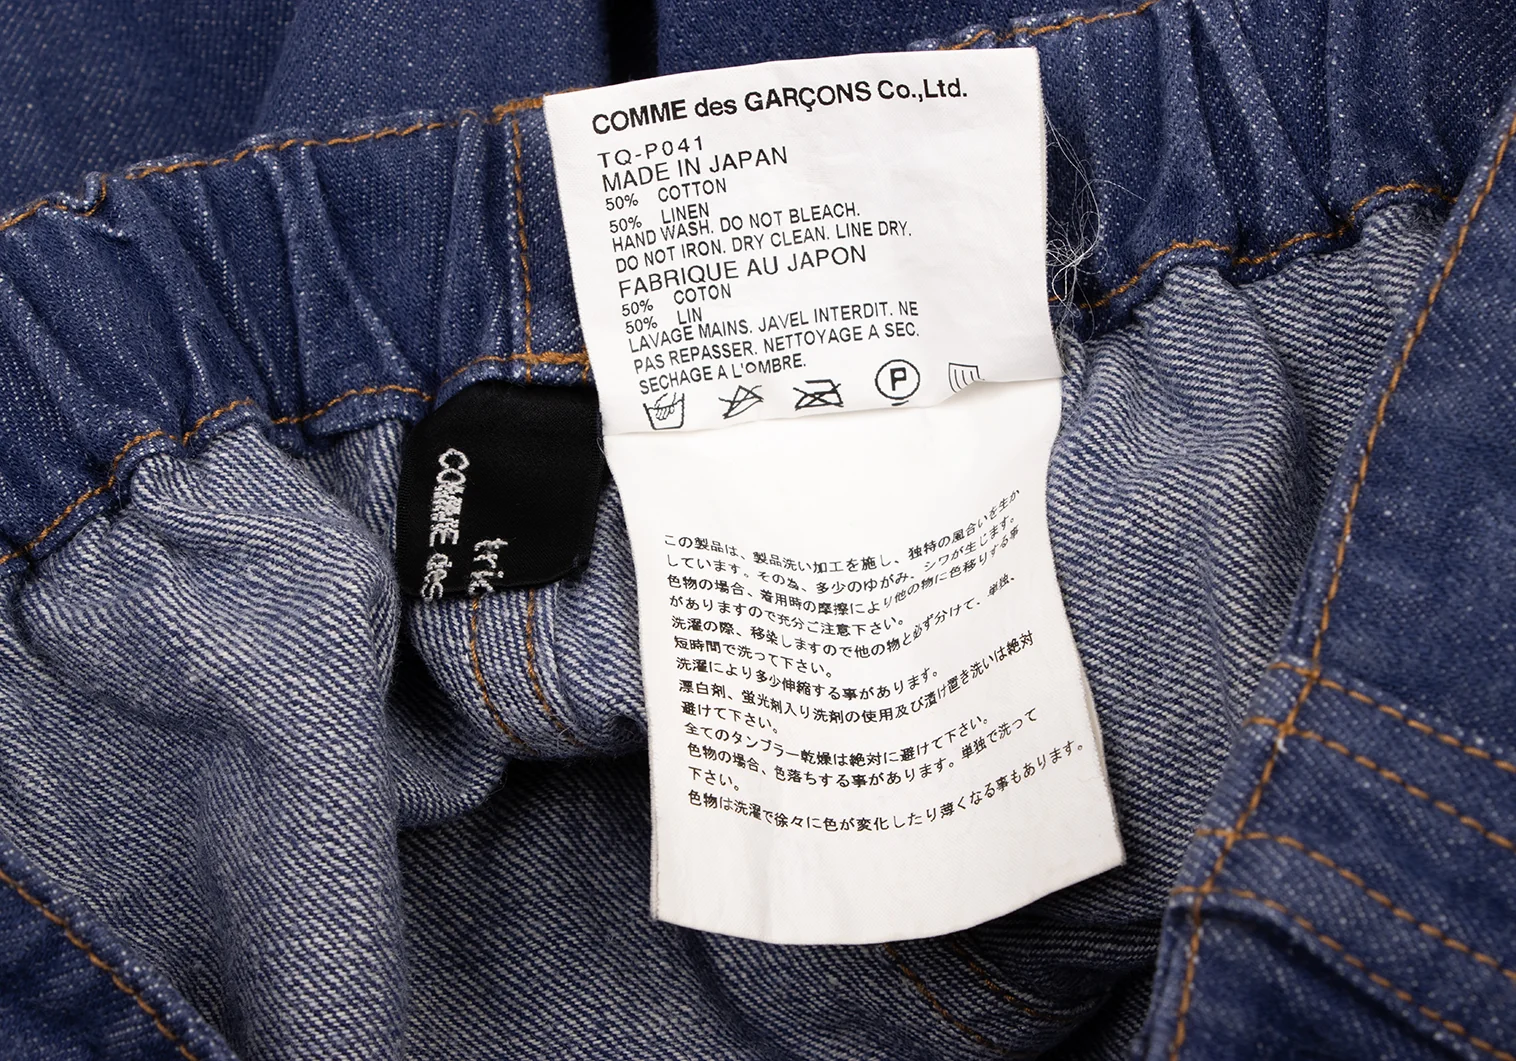 COMME des GARÇONS Co.,Ltd.
TQ-P041
MADE IN JAPAN
50% COTTON
50% LINEN
HAND WASH. DO NOT BLEACH.
DO NOT IRON. DRY CLEAN. LINE DRY.
FABRIQUE AU JAPON
50% COTON
50% LIN
LAVAGE MAINS. JAVEL INTERDIT. NE
PAS REPASSER. NETTOYAGE A SEC.
SECHAGE A L'OMBRE.
P
COMME des
tric
この製品は、製品洗い加工を施し、独特の風合いを生か
しています。その為、多少のゆがみ、シワが生じます。
色物の場合、着用時の摩擦により他の物に色移りする事
がありますので充分ご注意下さい。
洗濯の際、移染しますので他の物と必ず分けて、単独、
短時間で洗って下さい。
洗濯により多少伸縮する事があります。
漂白剤、蛍光剤入り洗剤の使用及び漬け置き洗いは絶対
避けて下さい。
全てのタンブラー乾燥は絶対に避けて下さい。
色物の場合、色落ちする事があります。単独で洗って
下さい。
色物は洗濯で徐々に色が変化したり薄くなる事もあります。